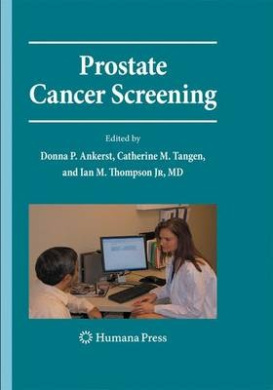 Prostate
Cancer Screening
Edited by
Donna P. Ankerst, Catherine M. Tangen,
and Ian M. Thompson Jr, MD
Humana Press